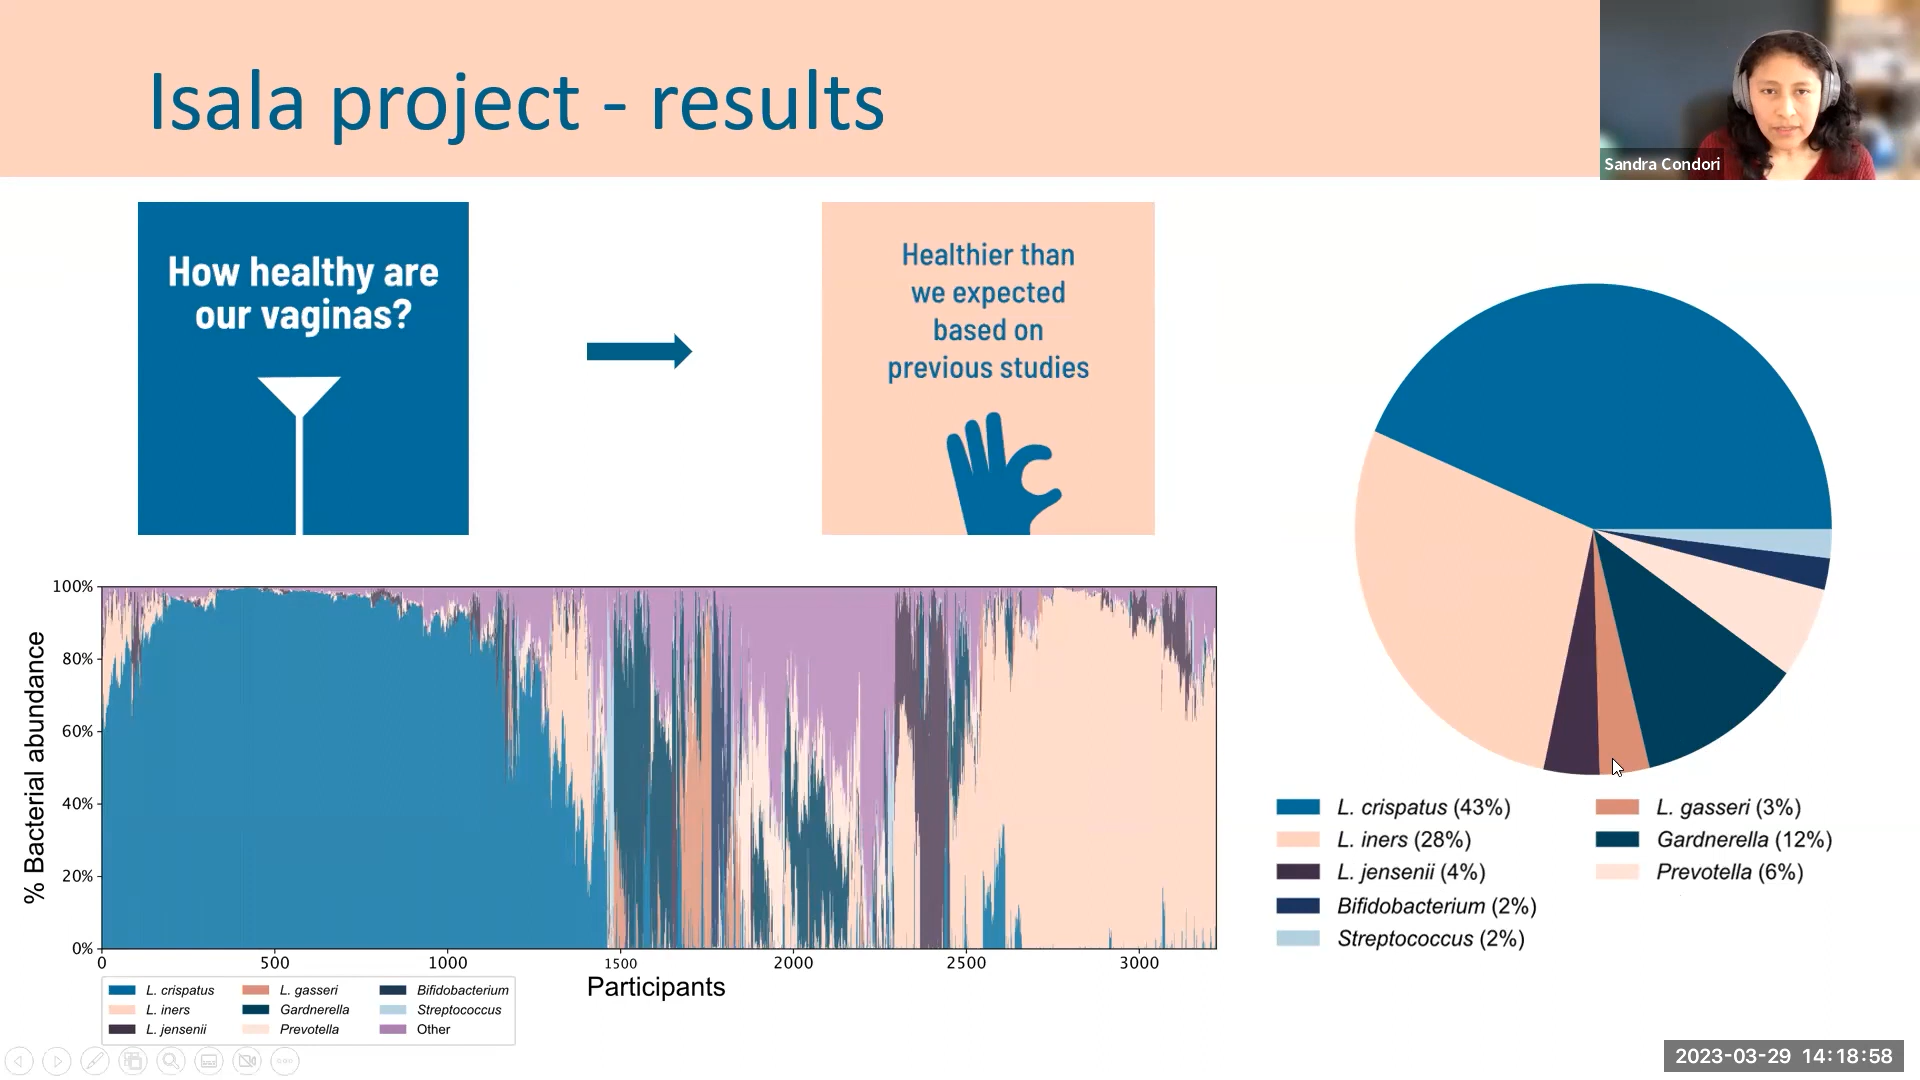 Isala project - results
Sandra Condori
How healthy are
our vaginas?
Healthier than
we expected
based on
previous studies
% Bacterial abundance
100%
80%
60%
40%
20%
0%
0 500 1000 1500 2000 2500 3000
Participants
L. crispatus L. gasseri Bifidobacterium
L. iners Gardnerella Streptococcus
L. jensenii Prevotella Other
L. crispatus (43%) L. gasseri (3%)
L. iners (28%) Gardnerella (12%)
L. jensenii (4%) Prevotella (6%)
Bifidobacterium (2%)
Streptococcus (2%)
2023-03-29 14:18:58